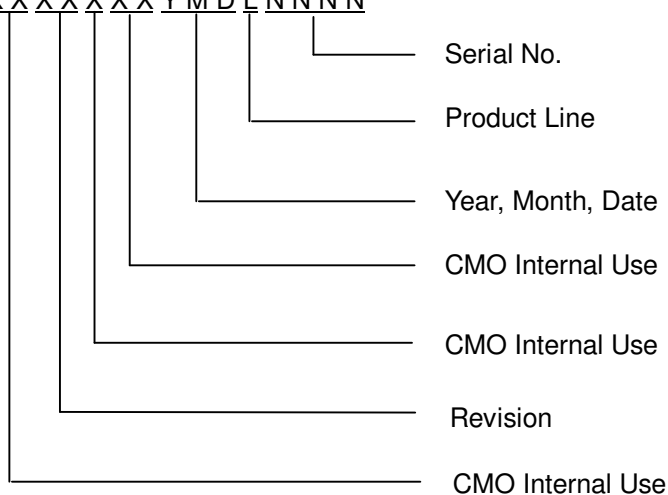 X X X X X X X Y M D L N N N N
Serial No.
Product Line
Year, Month, Date
CMO Internal Use
CMO Internal Use
Revision
CMO Internal Use